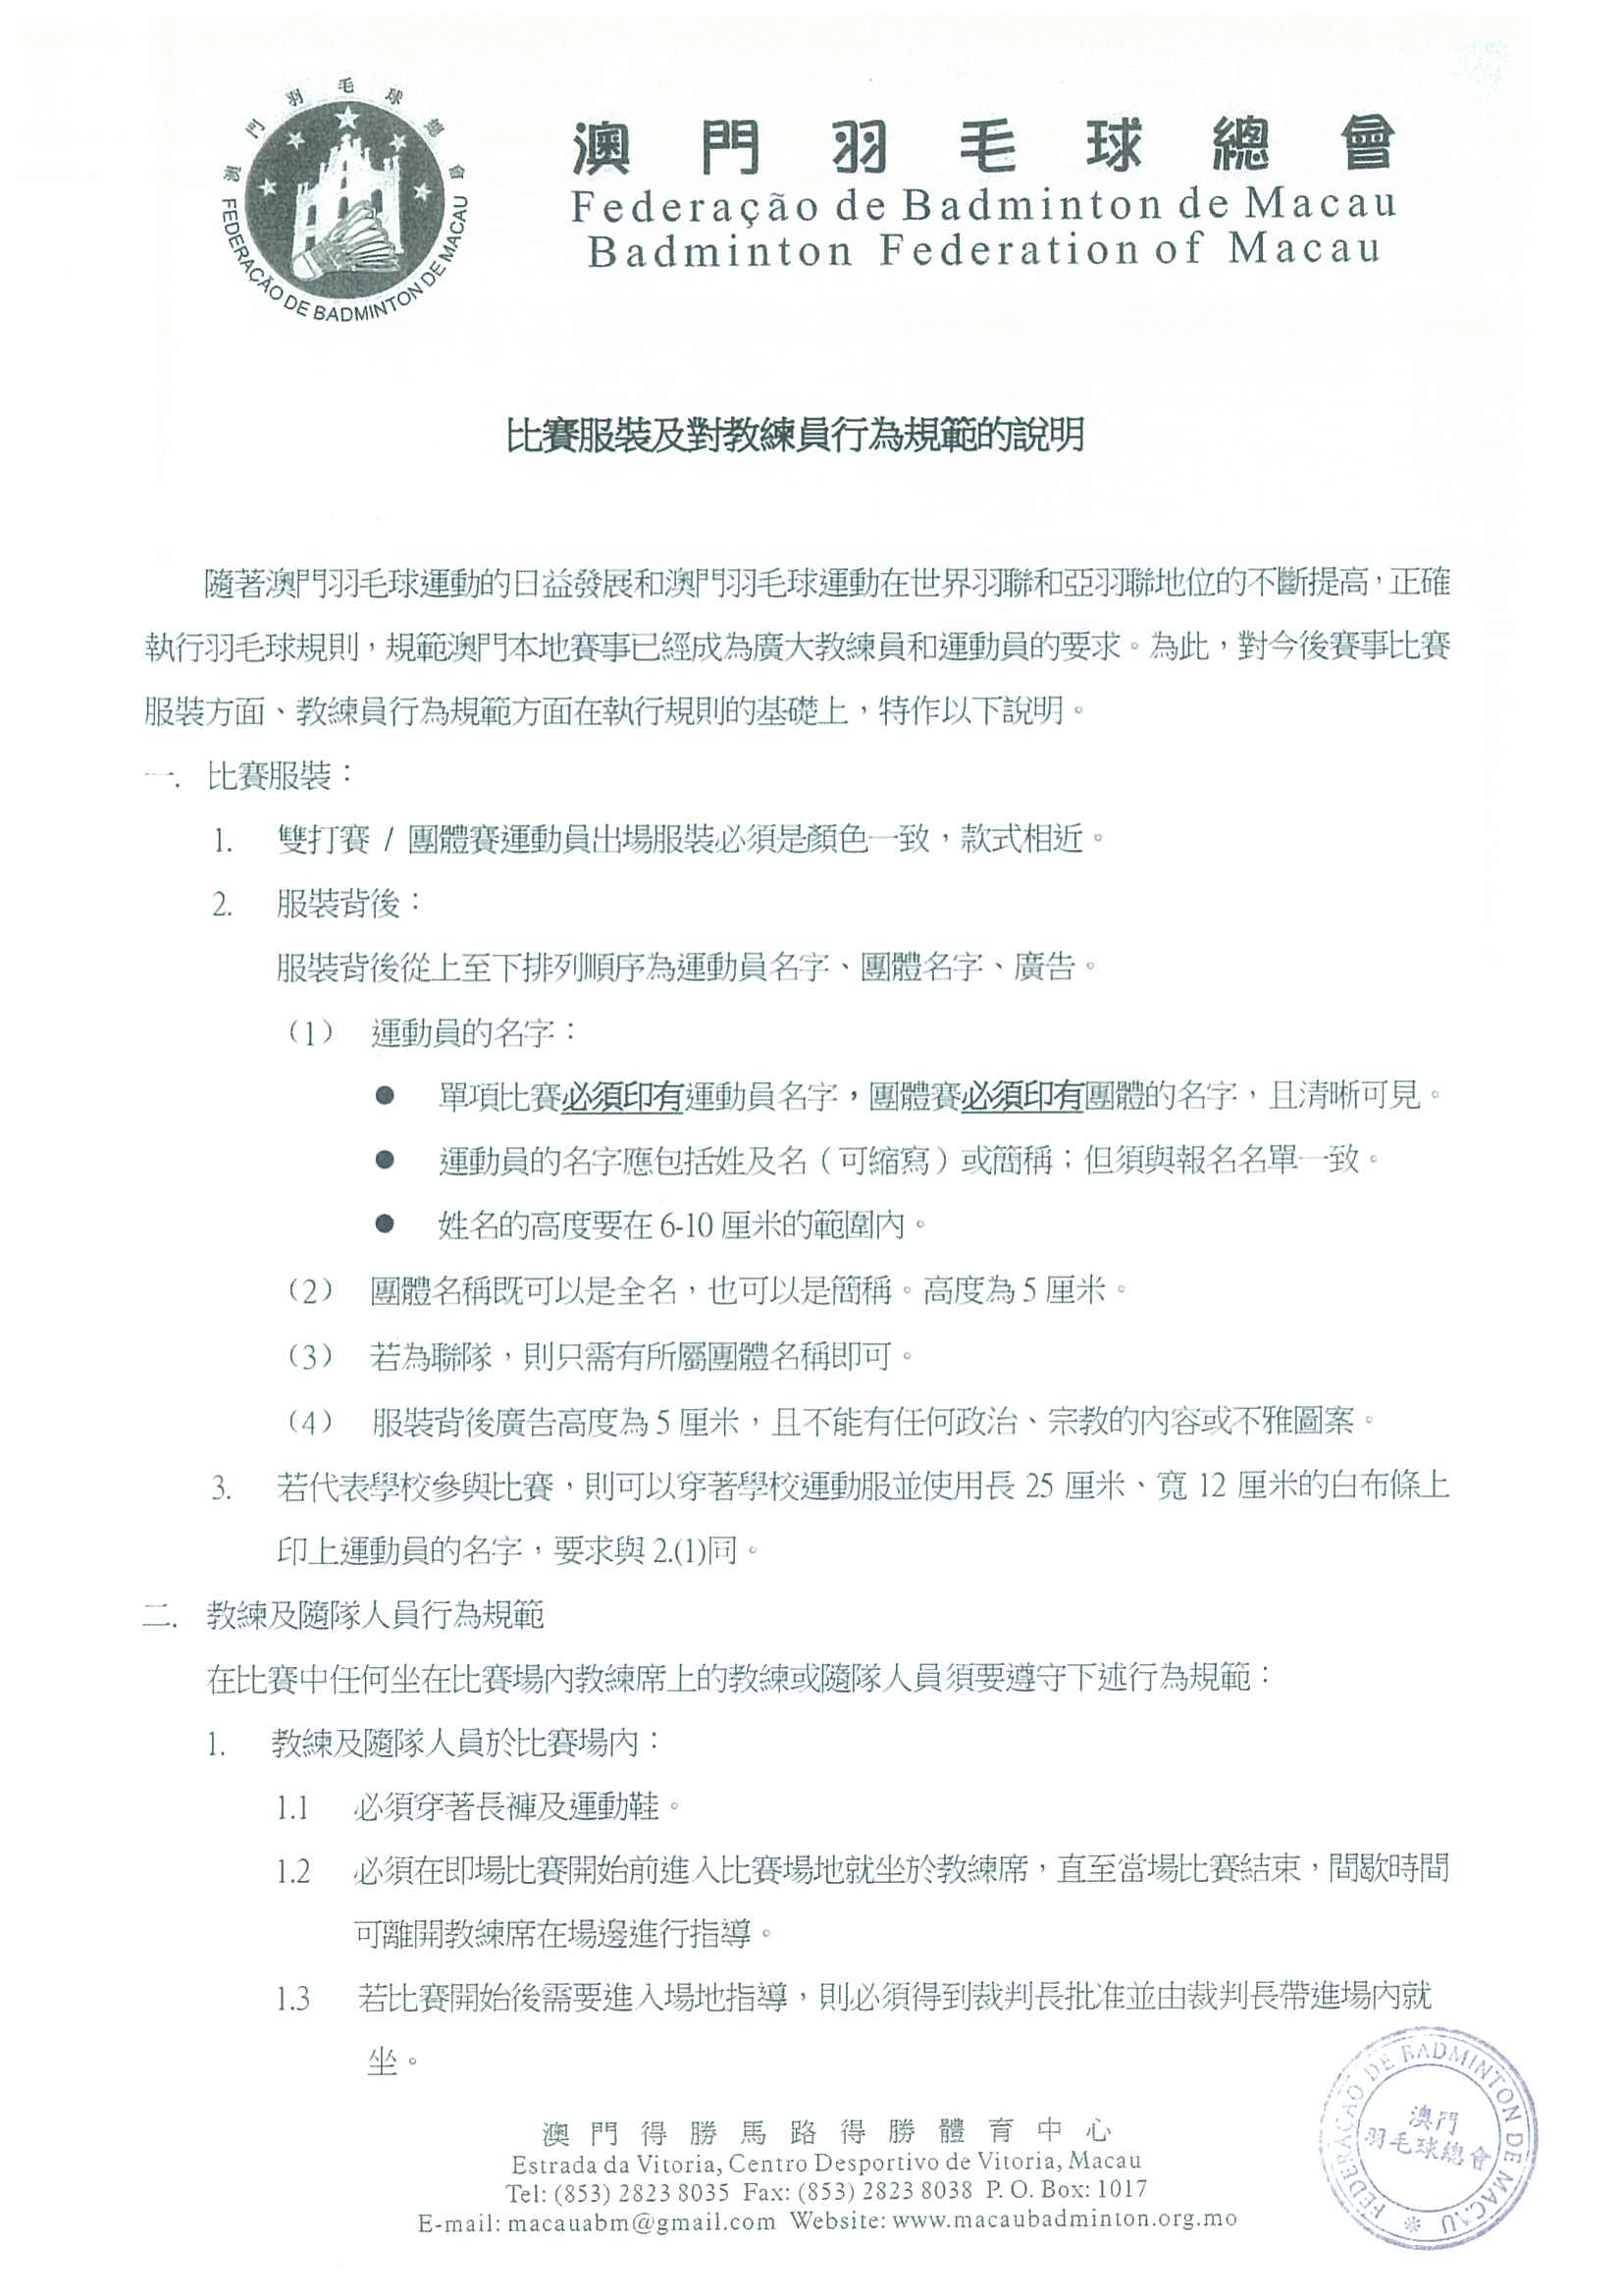 澳門羽毛球總會
FEDERAÇÃO DE BADMINTON DE MACAU
澳門羽毛球總會
Federação de Badminton de Macau
Badminton Federation of Macau
比賽服裝及對教練員行為規範的說明
隨著澳門羽毛球運動的日益發展和澳門羽毛球運動在世界羽聯和亞羽聯地位的不斷提高，正確
執行羽毛球規則，規範澳門本地賽事已經成為廣大教練員和運動員的要求。為此，對今後賽事比賽
服裝方面、教練員行為規範方面在執行規則的基礎上，特作以下說明。
一. 比賽服裝：
1. 雙打賽 / 團體賽運動員出場服裝必須是顏色一致，款式相近。
2. 服裝背後：
服裝背後從上至下排列順序為運動員名字、團體名字、廣告。
（1） 運動員的名字：
● 單項比賽必須印有運動員名字，團體賽必須印有團體的名字，且清晰可見。
● 運動員的名字應包括姓及名（可縮寫）或簡稱；但須與報名名單一致。
● 姓名的高度要在 6-10 厘米的範圍內。
（2） 團體名稱既可以是全名，也可以是簡稱。高度為 5 厘米。
（3） 若為聯隊，則只需有所屬團體名稱即可。
（4） 服裝背後廣告高度為 5 厘米，且不能有任何政治、宗教的內容或不雅圖案。
3. 若代表學校參與比賽，則可以穿著學校運動服並使用長 25 厘米、寬 12 厘米的白布條上
印上運動員的名字，要求與 2.(1)同。
二. 教練及隨隊人員行為規範
在比賽中任何坐在比賽場內教練席上的教練或隨隊人員須要遵守下述行為規範：
1. 教練及隨隊人員於比賽場內：
1.1 必須穿著長褲及運動鞋。
1.2 必須在即場比賽開始前進入比賽場地就坐於教練席，直至當場比賽結束，間歇時間
可離開教練席在場邊進行指導。
1.3 若比賽開始後需要進入場地指導，則必須得到裁判長批准並由裁判長帶進場內就
坐。
澳門得勝馬路得勝體育中心
Estrada da Vitoria, Centro Desportivo de Vitoria, Macau
Tel: (853) 2823 8035 Fax: (853) 2823 8038 P. O. Box: 1017
E-mail: macauabm@gmail.com Website: www.macaubadminton.org.mo
FEDERACAO DE BADMINTON DE MACAU
澳門
羽毛球總會